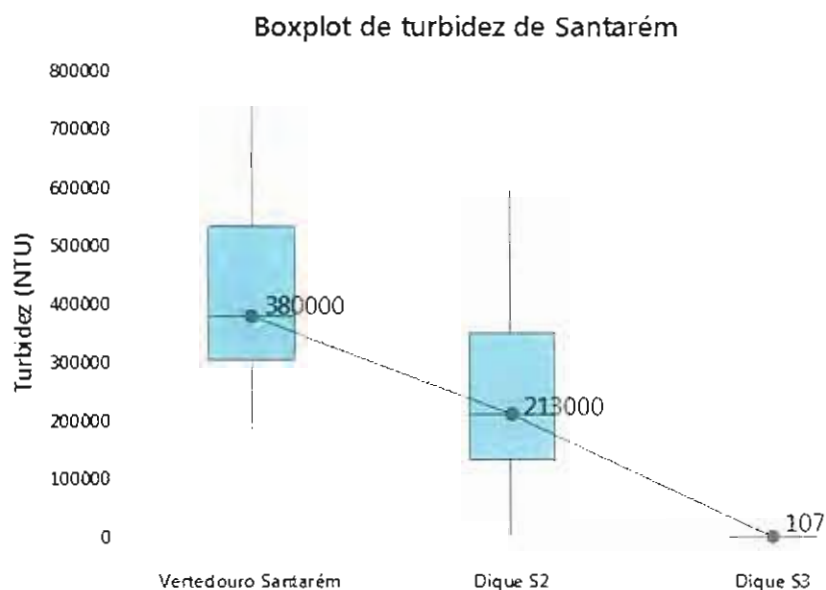 Boxplot de turbidez de Santarém
800000
700000
600000
500000
400000
300000
200000
100000
0
Turbidez (NTU)
380000
213000
107
Vertedouro Santarém
Dique S2
Dique S3